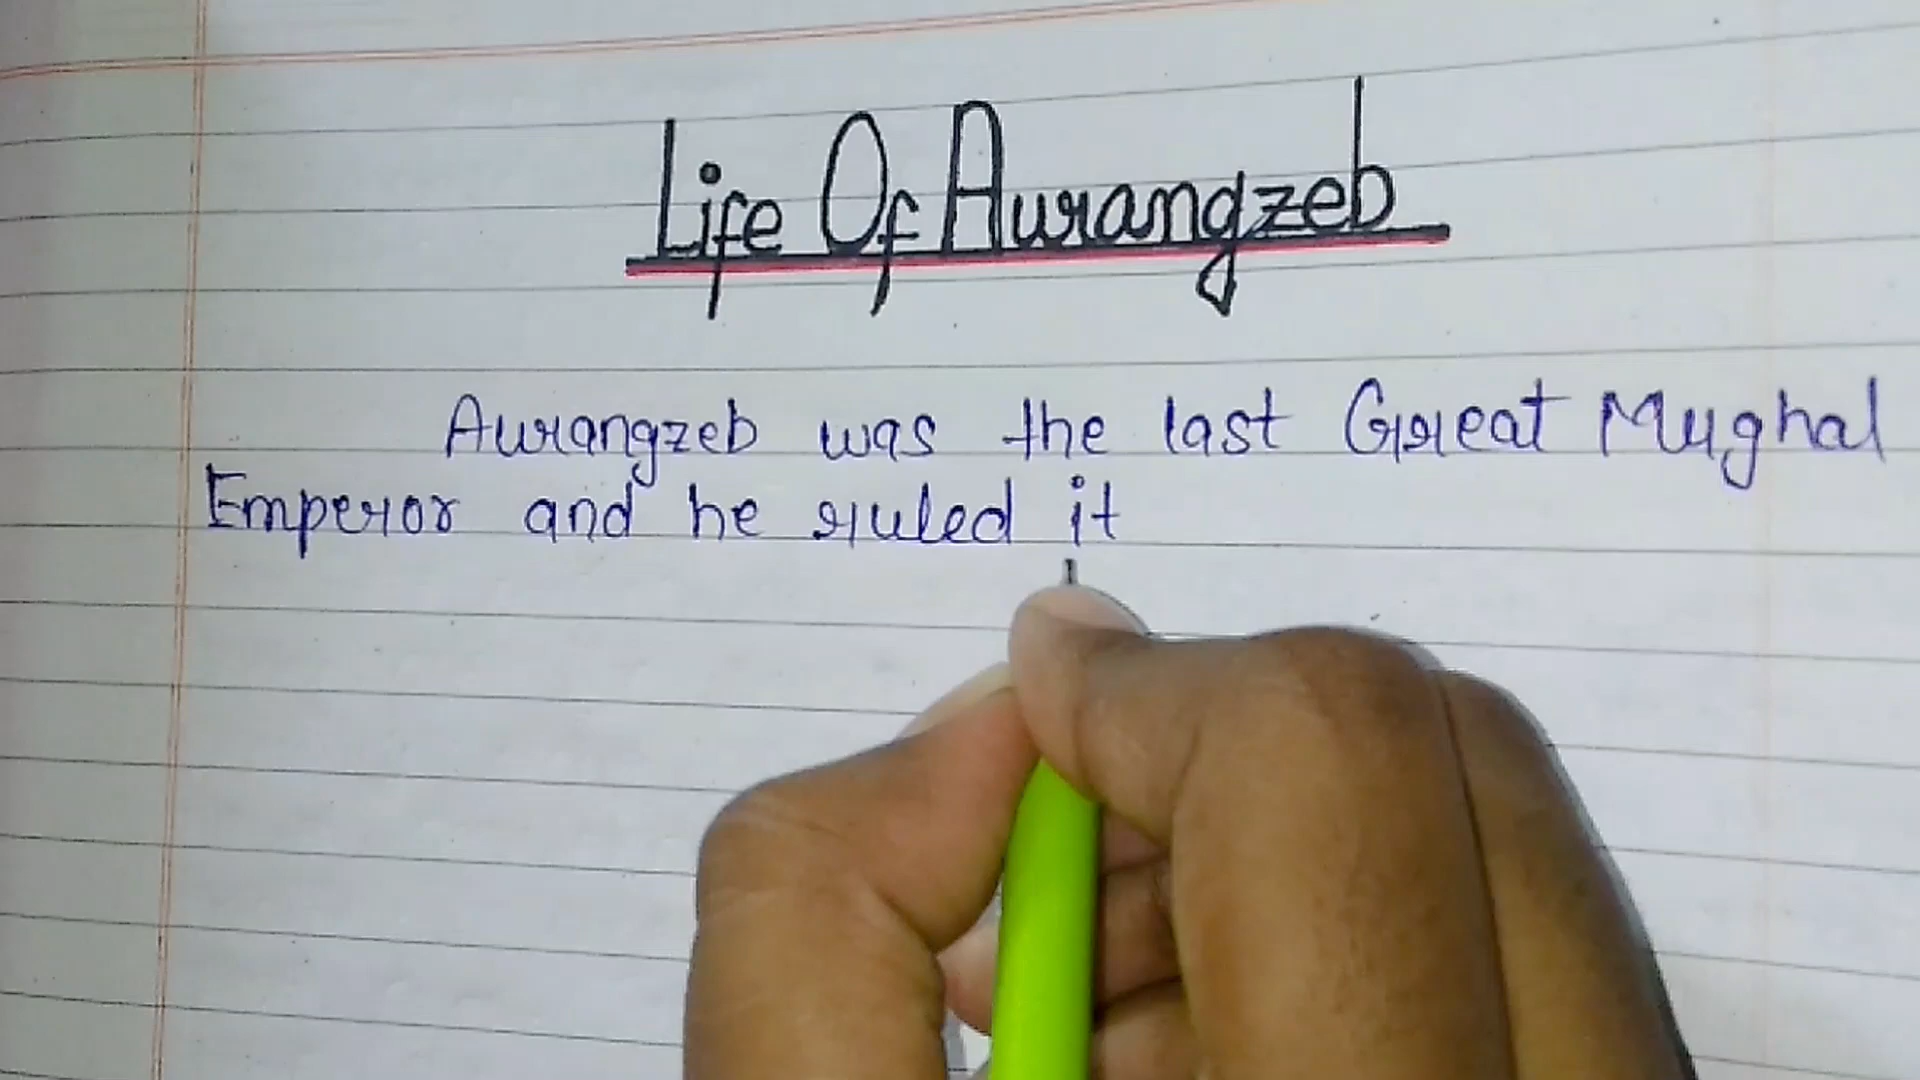 Life Of Aurangzeb
Aurangzeb was the last Great Mughal
Emperor and he ruled it